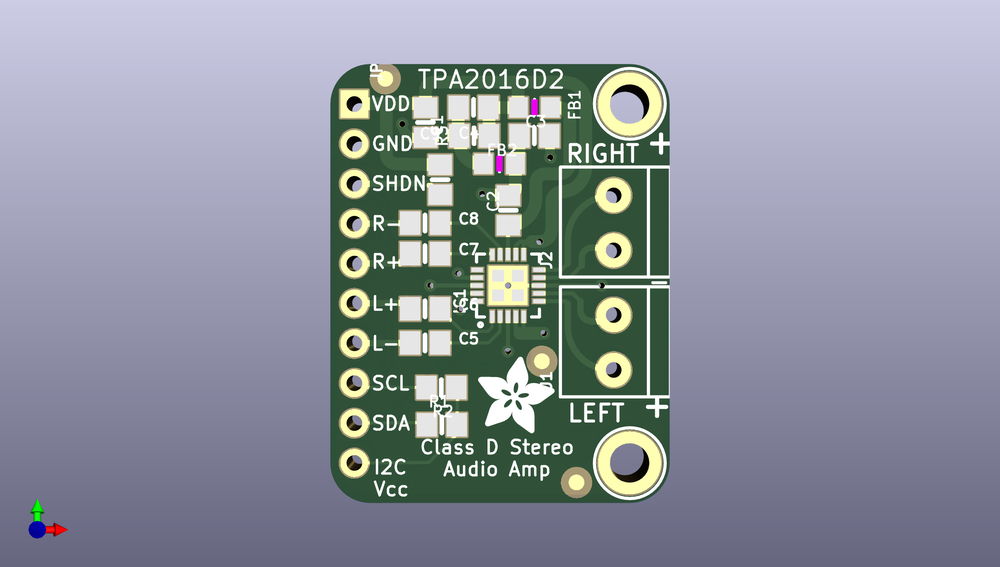 TPA2016D2
VDD
FB1
C4
C3
GND
FB2
RIGHT
+
SHDN
C2
R-
C8
R+
C7
J2
-
L+
C6
L-
C5
SCL
R1
R2
LEFT
+
SDA
Class D Stereo
Audio Amp
I2C
Vcc